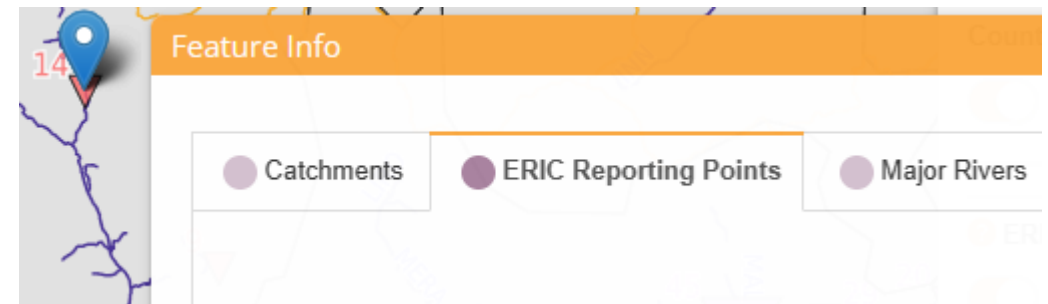 Feature Info
14
Catchments
ERIC Reporting Points
Major Rivers